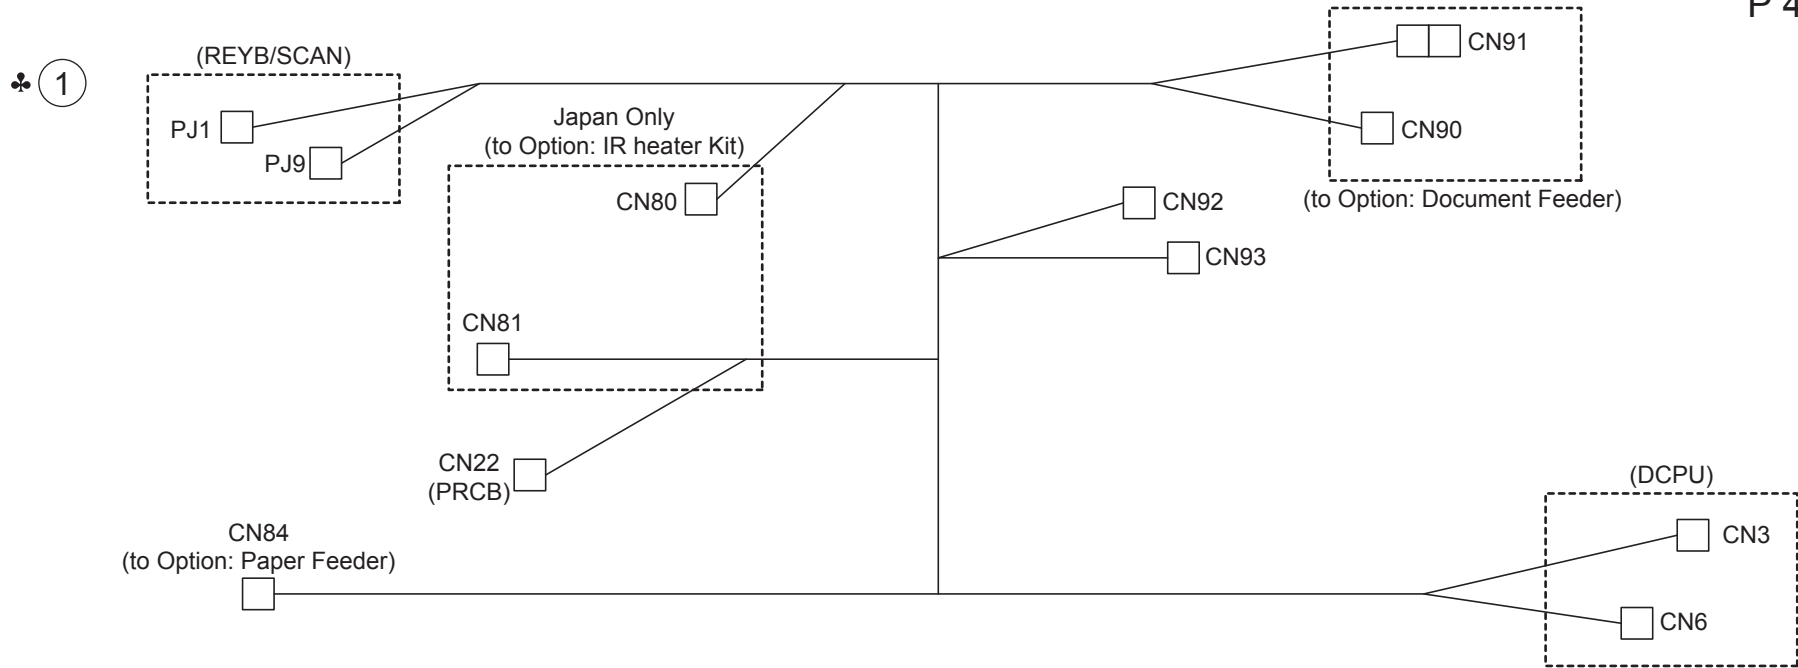 P 4
♣ 1
(REYB/SCAN)
PJ1
PJ9
Japan Only
(to Option: IR heater Kit)
CN80
CN81
CN91
CN90
(to Option: Document Feeder)
CN92
CN93
CN22
(PRCB)
CN84
(to Option: Paper Feeder)
(DCPU)
CN3
CN6